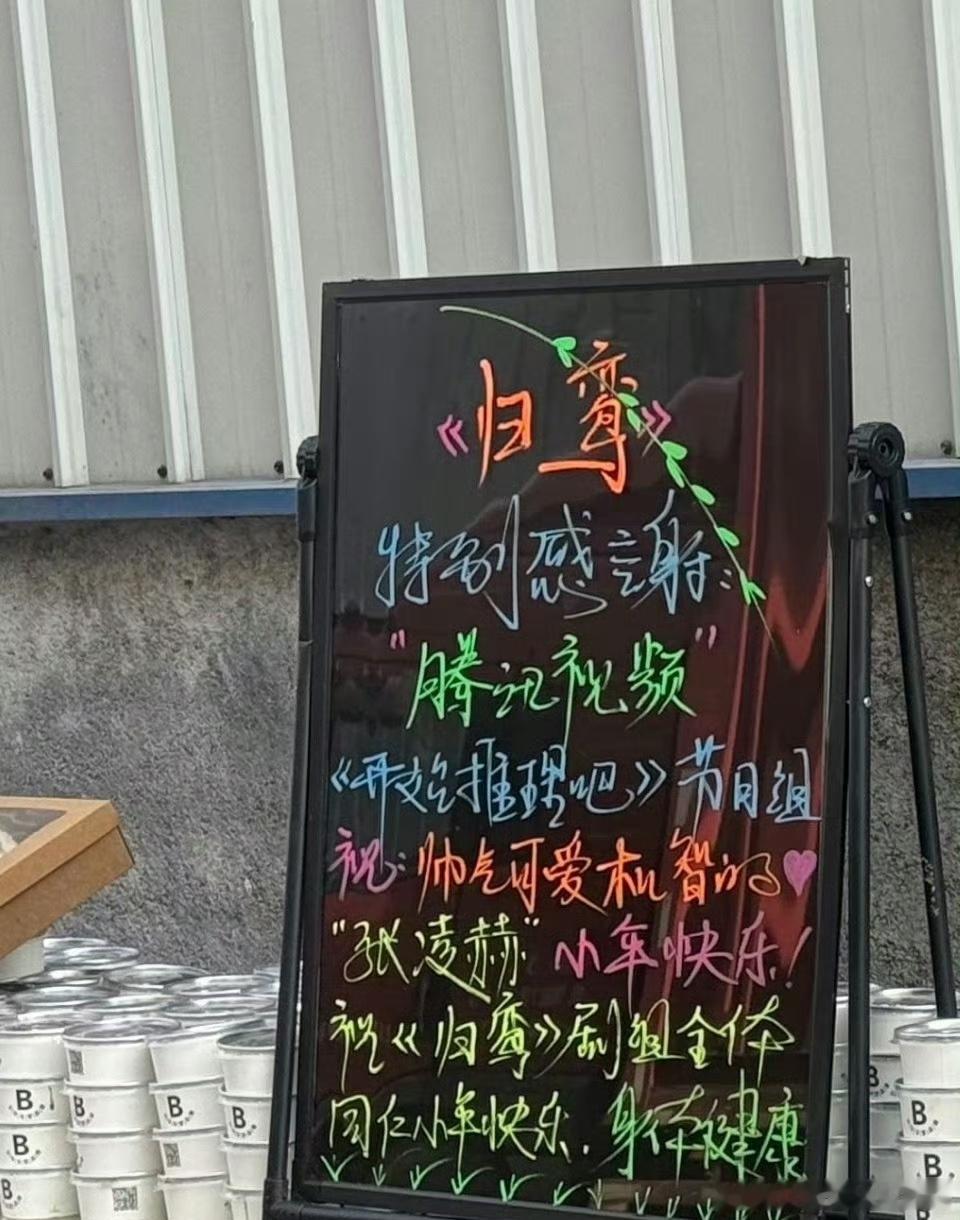 《归鸾》
特别感謝:
"腾讯视频"
《开始推理吧》节目组
祝:帅气可爱机智的
"张凌赫"小年快乐!
祝《归鸾》剧组全体
同仁小年快乐,身体健康
B
B
B
B
B
B
B
B
B
B